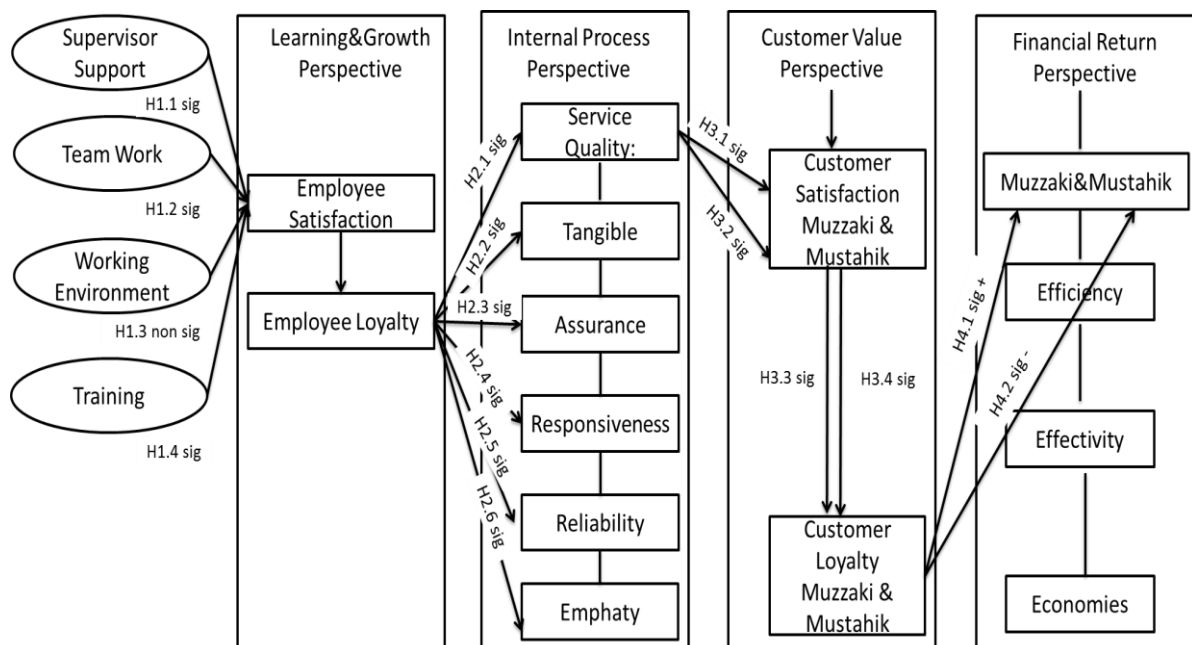 Supervisor
Support
H1.1 sig
Team Work
H1.2 sig
Working
Environment
H1.3 non sig
Training
H1.4 sig
Learning&Growth
Perspective
Employee
Satisfaction
Employee Loyalty
Internal Process
Perspective
H2.1 sig
H2.2 sig
H2.3 sig
H2.4 sig
H2.5 sig
H2.6 sig
Service
Quality:
Tangible
Assurance
Responsiveness
Reliability
Emphaty
Customer Value
Perspective
H3.1 sig
H3.2 sig
Customer
Satisfaction
Muzzaki &
Mustahik
H3.3 sig
H3.4 sig
Customer
Loyalty
Muzzaki &
Mustahik
Financial Return
Perspective
H4.1 sig +
H4.2 sig -
Muzzaki&Mustahik
Efficiency
Effectivity
Economies